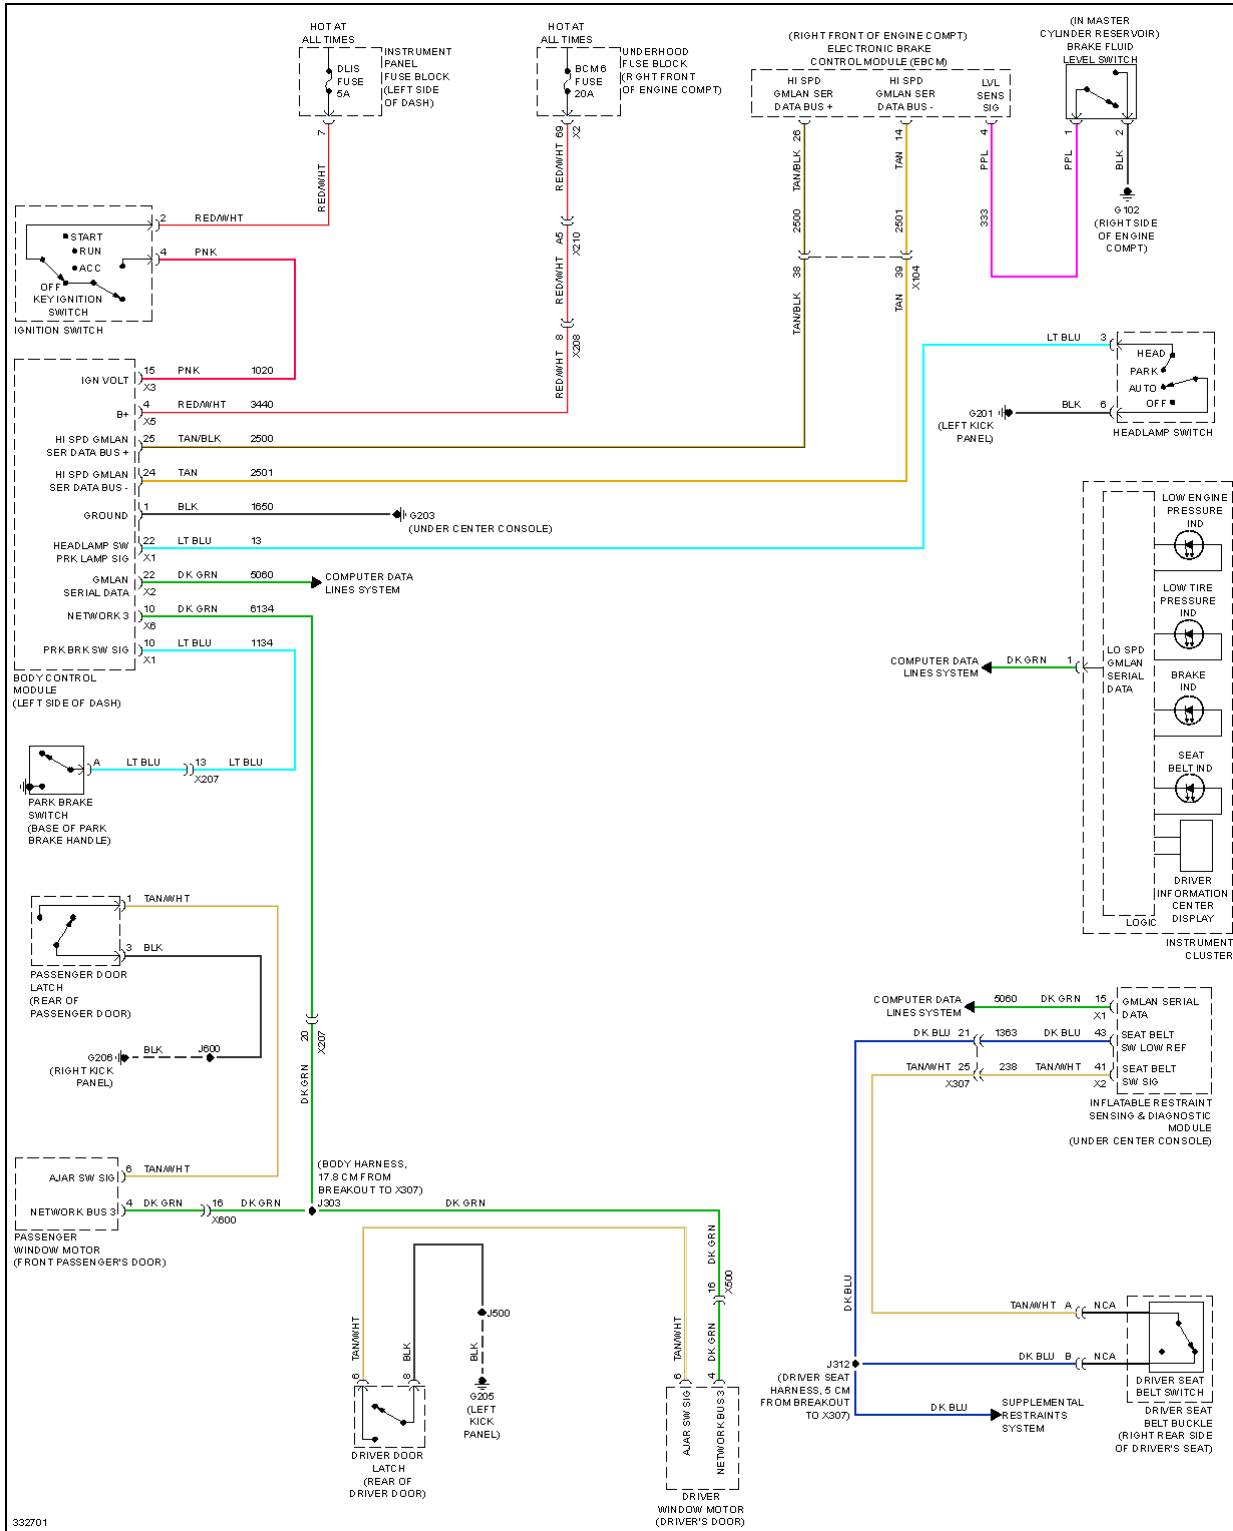 HOT AT
ALL TIMES
DLIS
FUSE
5A
INSTRUMENT
PANEL
FUSE BLOCK
(LEFT SIDE
OF DASH)
7
RED/WHT
HOT AT
ALL TIMES
BCM 6
FUSE
20A
UNDERHOOD
FUSE BLOCK
(RIGHT FRONT
OF ENGINE COMPT)
69
X2
RED/WHT
A5
X210
RED/WHT
8
X208
RED/WHT
(RIGHT FRONT OF ENGINE COMPT)
ELECTRONIC BRAKE
CONTROL MODULE (EBCM)
HI SPD
GMLAN SER
DATA BUS +
HI SPD
GMLAN SER
DATA BUS -
LVL
SENS
SIG
26
14
4
TAN/BLK
TAN
PPL
2500
2501
333
38
39
X104
TAN/BLK
TAN
(IN MASTER
CYLINDER RESERVOIR)
BRAKE FLUID
LEVEL SWITCH
1
2
PPL
BLK
G102
(RIGHT SIDE
OF ENGINE
COMPT)
2
RED/WHT
4
PNK
START
RUN
ACC
OFF
KEY IGNITION
SWITCH
IGNITION SWITCH
LT BLU
3
HEAD
PARK
AUTO
OFF
BLK
6
G201
(LEFT KICK
PANEL)
HEADLAMP SWITCH
IGN VOLT
15
X3
PNK
1020
B+
4
X5
RED/WHT
3440
HI SPD GMLAN
SER DATA BUS +
25
TAN/BLK
2500
HI SPD GMLAN
SER DATA BUS -
24
TAN
2501
GROUND
1
BLK
1650
G203
(UNDER CENTER CONSOLE)
HEADLAMP SW
PRK LAMP SIG
22
X1
LT BLU
13
GMLAN
SERIAL DATA
22
X2
DK GRN
5060
COMPUTER DATA
LINES SYSTEM
NETWORK 3
10
X6
DK GRN
6134
PRK BRK SW SIG
10
X1
LT BLU
1134
BODY CONTROL
MODULE
(LEFT SIDE OF DASH)
LOW ENGINE
PRESSURE
IND
LOW TIRE
PRESSURE
IND
BRAKE
IND
SEAT
BELT IND
DRIVER
INFORMATION
CENTER
DISPLAY
LO SPD
GMLAN
SERIAL
DATA
LOGIC
INSTRUMENT
CLUSTER
COMPUTER DATA
LINES SYSTEM
DK GRN
1
A
LT BLU
13
X207
LT BLU
PARK BRAKE
SWITCH
(BASE OF PARK
BRAKE HANDLE)
1
TAN/WHT
3
BLK
PASSENGER DOOR
LATCH
(REAR OF
PASSENGER DOOR)
G206
(RIGHT KICK
PANEL)
BLK
J600
20
X207
DK GRN
COMPUTER DATA
LINES SYSTEM
5060
DK GRN
15
X1
GMLAN SERIAL
DATA
DK BLU
21
1363
DK BLU
43
SEAT BELT
SW LOW REF
TAN/WHT
25
X307
238
TAN/WHT
41
X2
SEAT BELT
SW SIG
INFLATABLE RESTRAINT
SENSING & DIAGNOSTIC
MODULE
(UNDER CENTER CONSOLE)
AJAR SW SIG
6
TAN/WHT
NETWORK BUS 3
4
DK GRN
16
X600
DK GRN
PASSENGER
WINDOW MOTOR
(FRONT PASSENGER'S DOOR)
(BODY HARNESS,
17.8 CM FROM
BREAKOUT TO X307)
J303
DK GRN
DK GRN
16
X500
DK GRN
4
TAN/WHT
6
AJAR SW SIG
NETWORK BUS 3
DRIVER
WINDOW MOTOR
(DRIVER'S DOOR)
TAN/WHT
6
BLK
8
J500
BLK
G205
(LEFT
KICK
PANEL)
DRIVER DOOR
LATCH
(REAR OF
DRIVER DOOR)
DK BLU
TAN/WHT
A
NCA
DK BLU
B
NCA
J312
(DRIVER SEAT
HARNESS, 5 CM
FROM BREAKOUT
TO X307)
DK BLU
SUPPLEMENTAL
RESTRAINTS
SYSTEM
DRIVER SEAT
BELT SWITCH
DRIVER SEAT
BELT BUCKLE
(RIGHT REAR SIDE
OF DRIVER'S SEAT)
332701